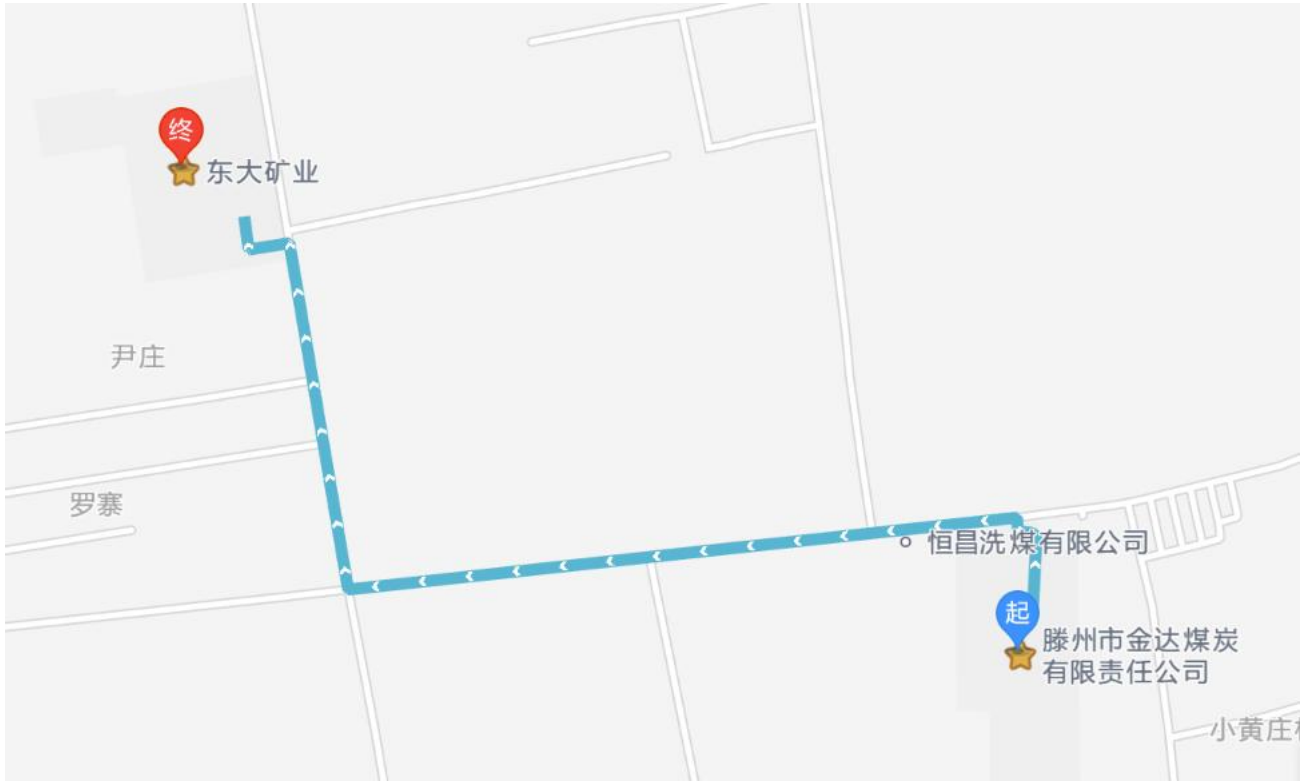 终
东大矿业
尹庄
罗寨
恒昌洗煤有限公司
起
滕州市金达煤炭
有限责任公司
小黄庄村